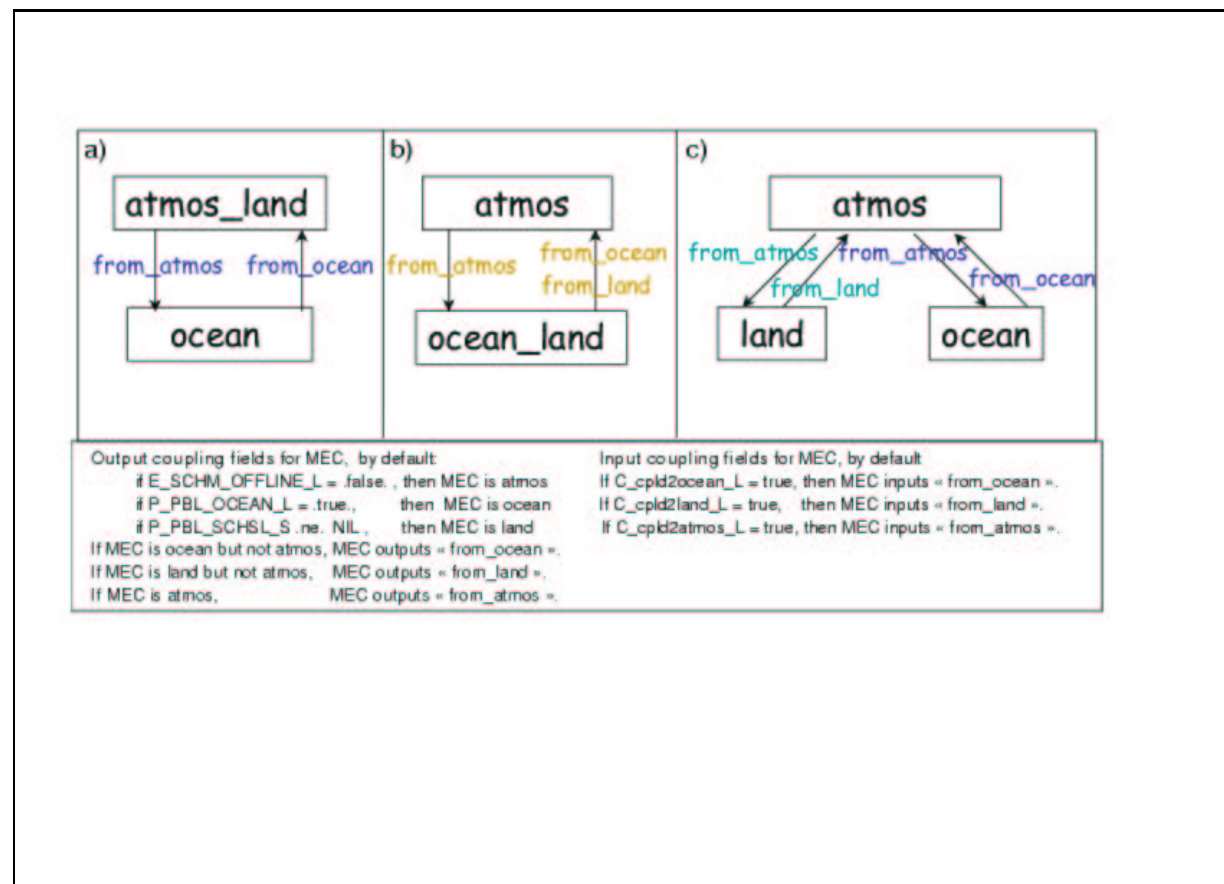 a)
atmos_land
from_atmos
from_ocean
ocean
b)
atmos
from_atmos
from_ocean
from_land
ocean_land
c)
atmos
from_atmos
from_land
from_atmos
from_ocean
land
ocean
Output coupling fields for MEC, by default:
if E_SCHM_OFFLINE_L = .false. , then MEC is atmos
if P_PBL_OCEAN_L = .true., then MEC is ocean
if P_PBL_SCHSL_S .ne. NIL , then MEC is land
If MEC is ocean but not atmos, MEC outputs « from_ocean ».
If MEC is land but not atmos, MEC outputs « from_land ».
If MEC is atmos, MEC outputs « from_atmos ».
Input coupling fields for MEC, by default
If C_cpld2ocean_L = true, then MEC inputs « from_ocean ».
If C_cpld2land_L = true, then MEC inputs « from_land ».
If C_cpld2atmos_L = true, then MEC inputs « from_atmos ».